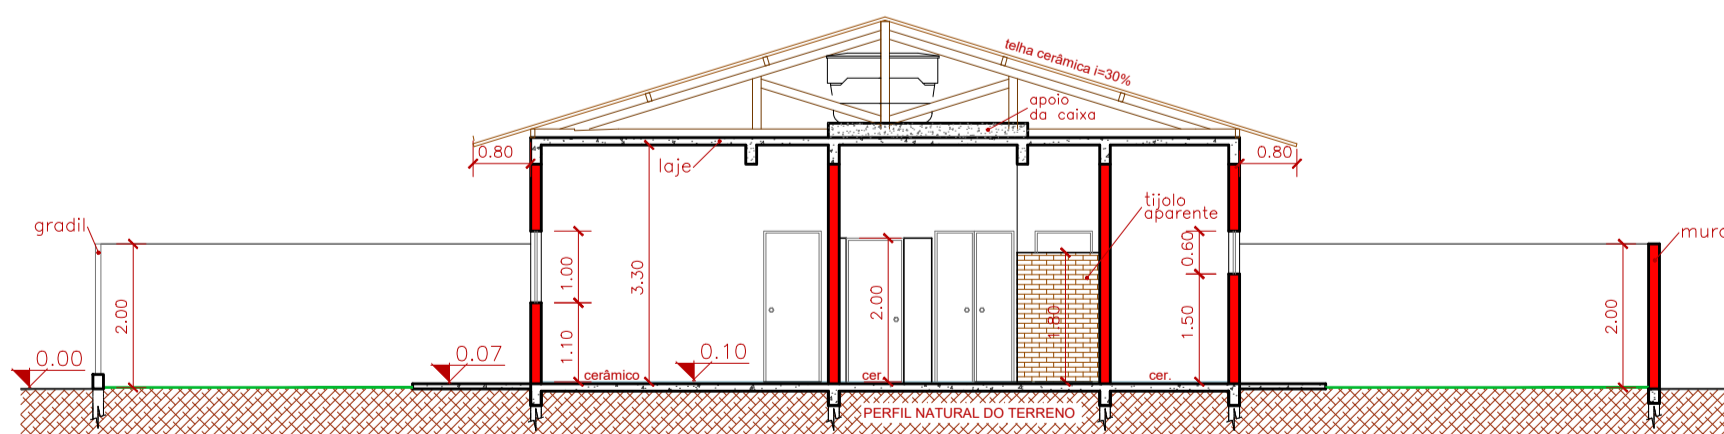 telha cerâmica i=30%
apoio
da caixa
0.80
laje
0.80
tijolo
aparente
gradil
muro
1.00
3.30
2.00
0.60
2.00
1.10
1.80
1.50
2.00
0.00
0.07
0.10
cerâmico
cer.
cer.
PERFIL NATURAL DO TERRENO